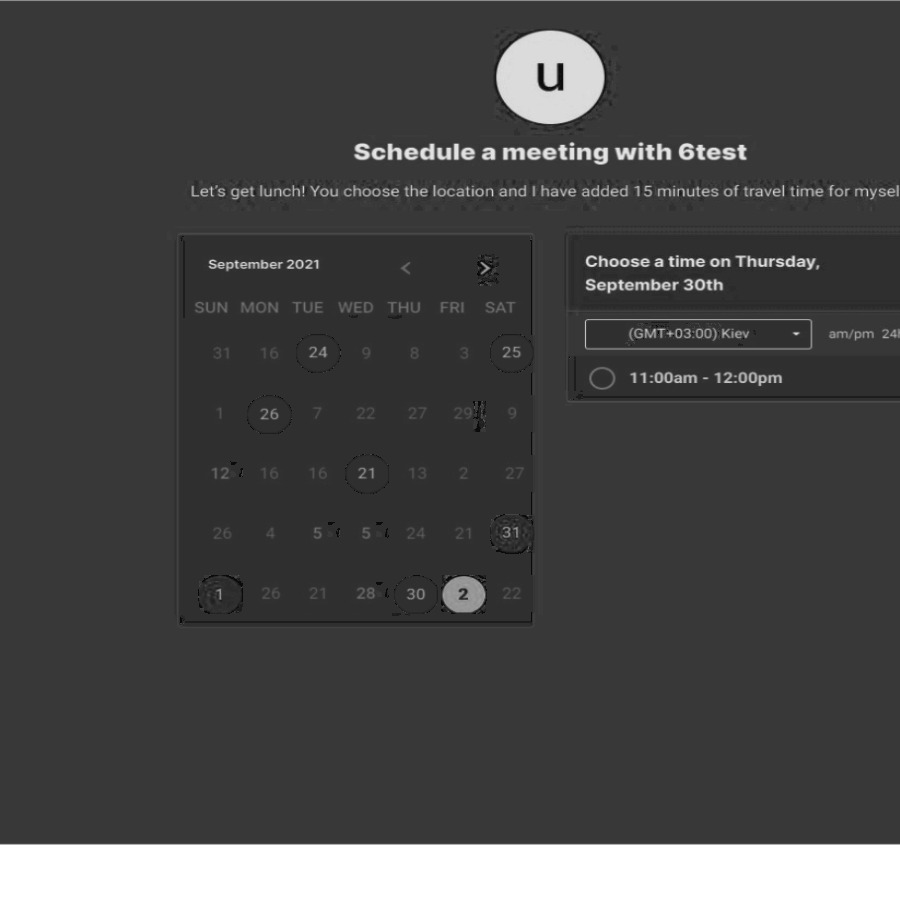 u
Schedule a meeting with 6test
Let's get lunch! You choose the location and I have added 15 minutes of travel time for mysel
September 2021 < >
SUN MON TUE WED THU FRI SAT
31 16 24 9 8 3 25
1 26 7 22 27 29 9
12 16 16 21 13 2 27
26 4 5 5 24 21 31
1 26 21 28 30 2 22
Choose a time on Thursday,
September 30th
(GMT+03:00) Kiev am/pm 24h
11:00am - 12:00pm